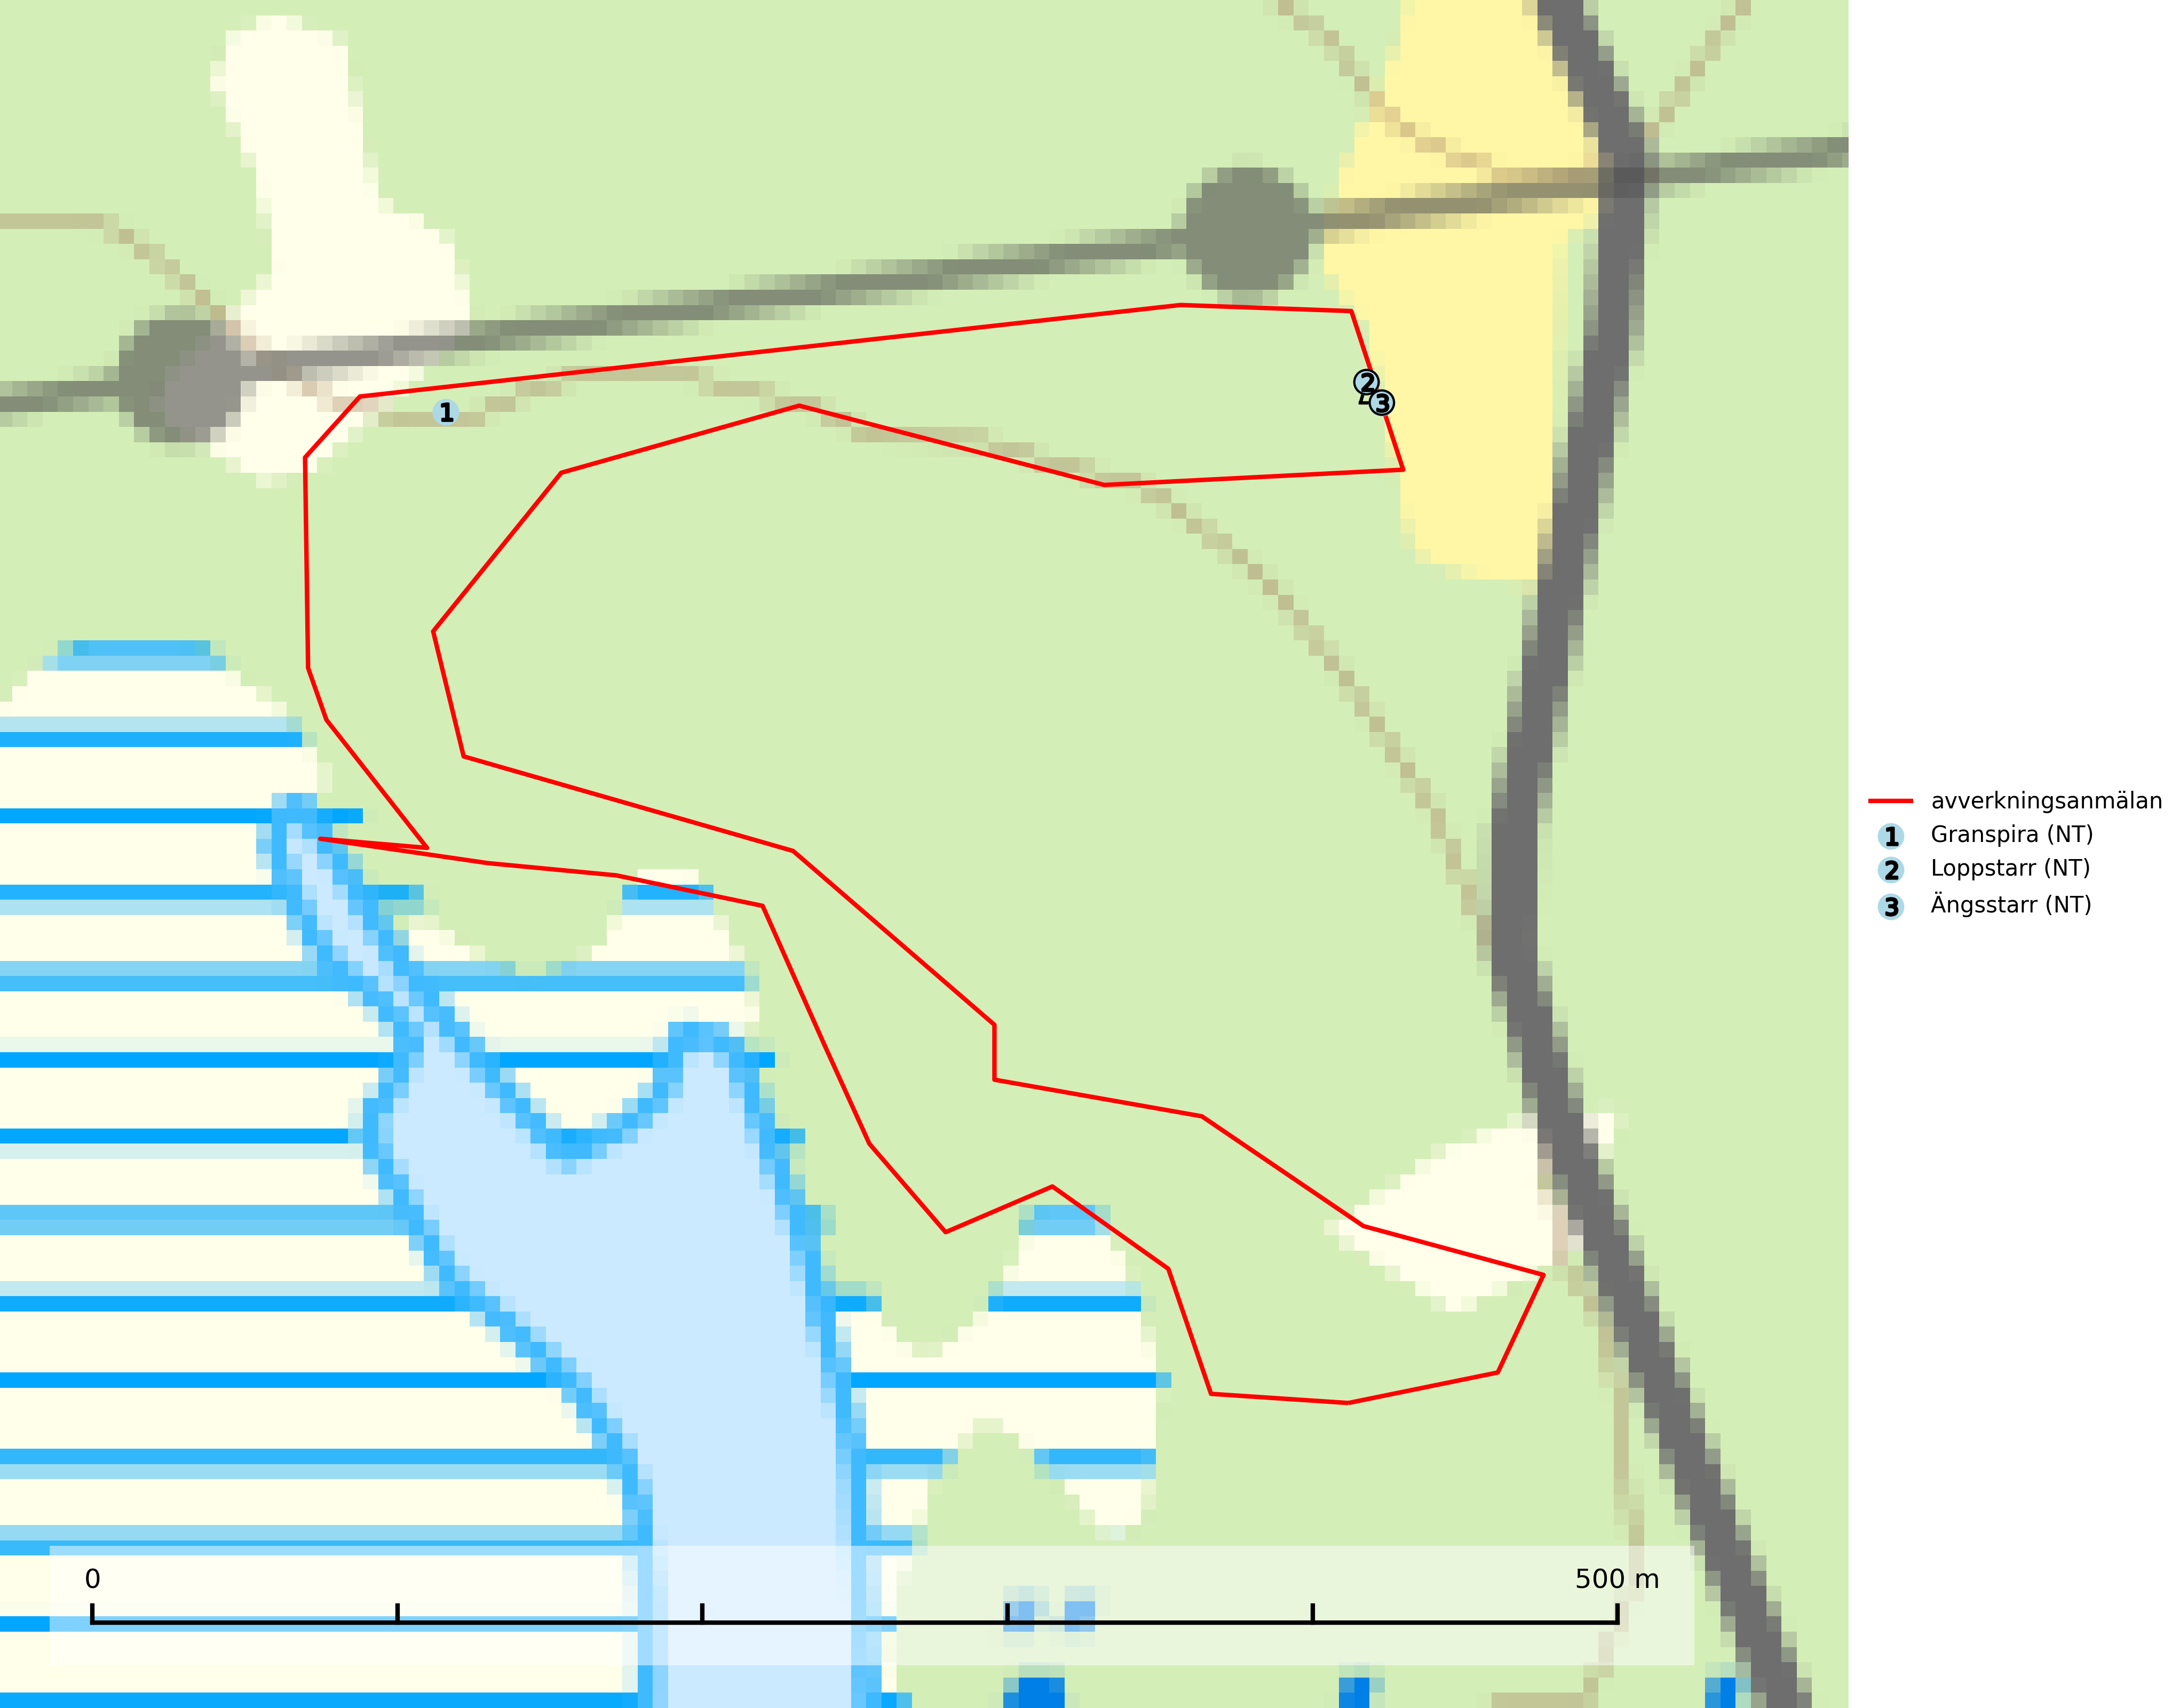 2
3
1
avverkningsanmälan
1 Granspira (NT)
2 Loppstarr (NT)
3 Ängsstarr (NT)
0 500 m